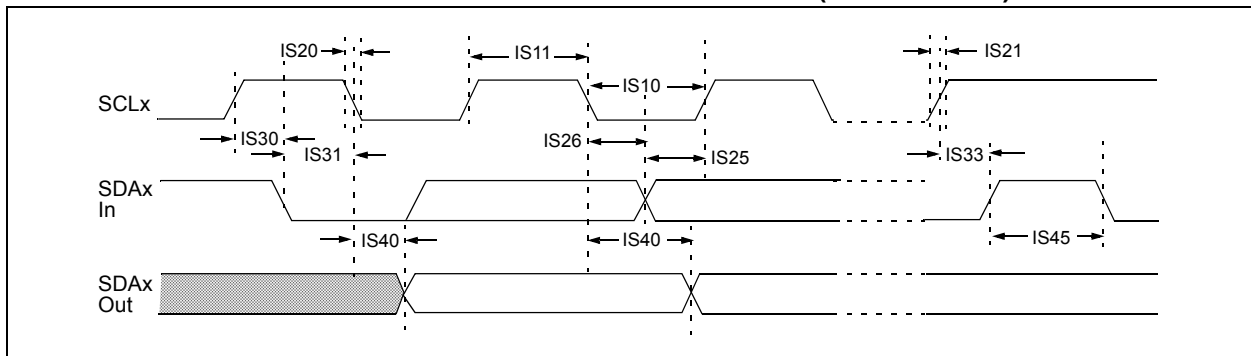 IS20
IS11
IS21
IS10
SCLx
IS30
IS31
IS26
IS25
IS33
SDAx
In
IS40
IS40
IS45
SDAx
Out